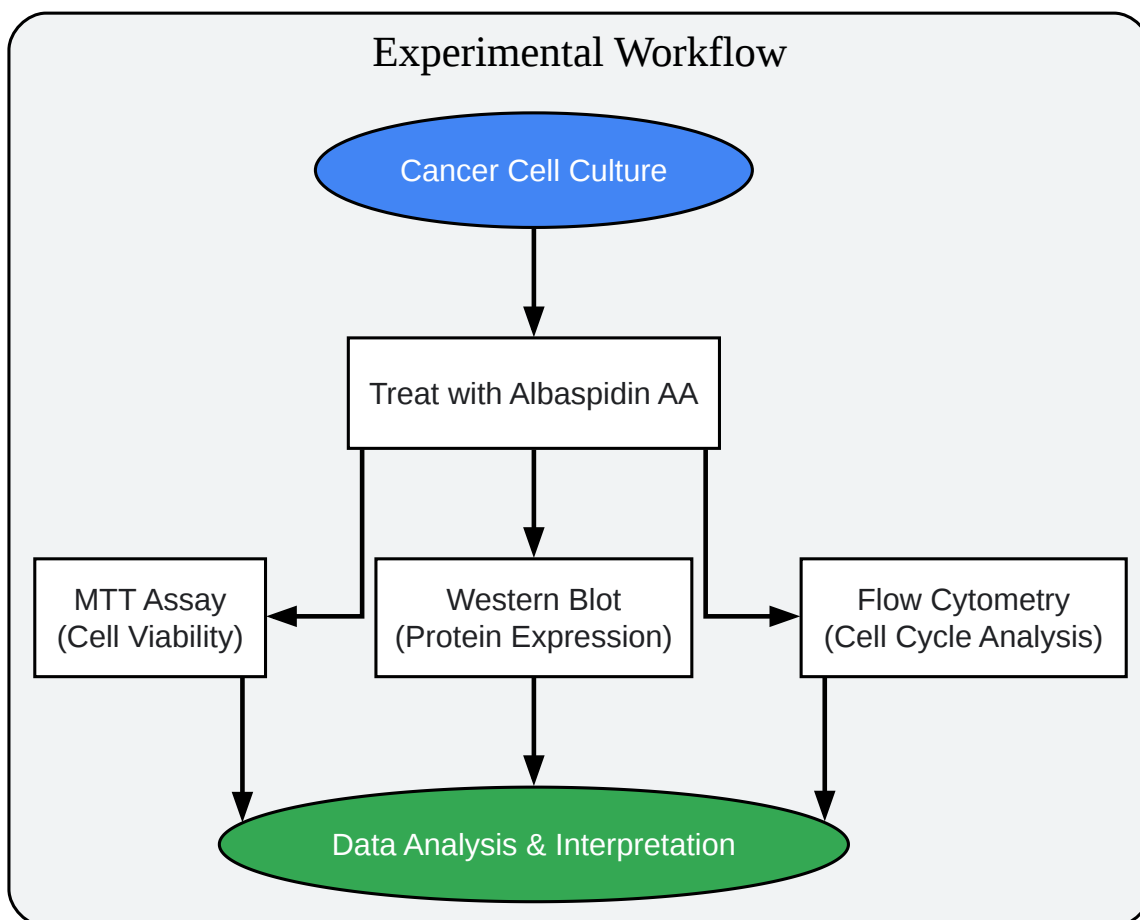 Experimental Workflow
Cancer Cell Culture
Treat with Albaspidin AA
MTT Assay
(Cell Viability)
Western Blot
(Protein Expression)
Flow Cytometry
(Cell Cycle Analysis)
Data Analysis & Interpretation